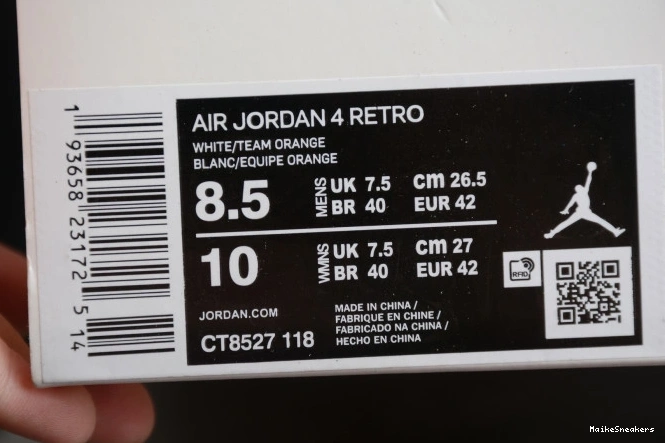 AIR JORDAN 4 RETRO
WHITE/TEAM ORANGE
BLANC/EQUIPE ORANGE
8.5 MENS UK 7.5 cm 26.5
BR 40 EUR 42
10 WMNS UK 7.5 cm 27
BR 40 EUR 42
RFID
JORDAN.COM
CT8527 118
MADE IN CHINA /
FABRIQUE EN CHINE /
FABRICADO NA CHINA /
HECHO EN CHINA
1 93658 23172 5 14
MaikeSneakers